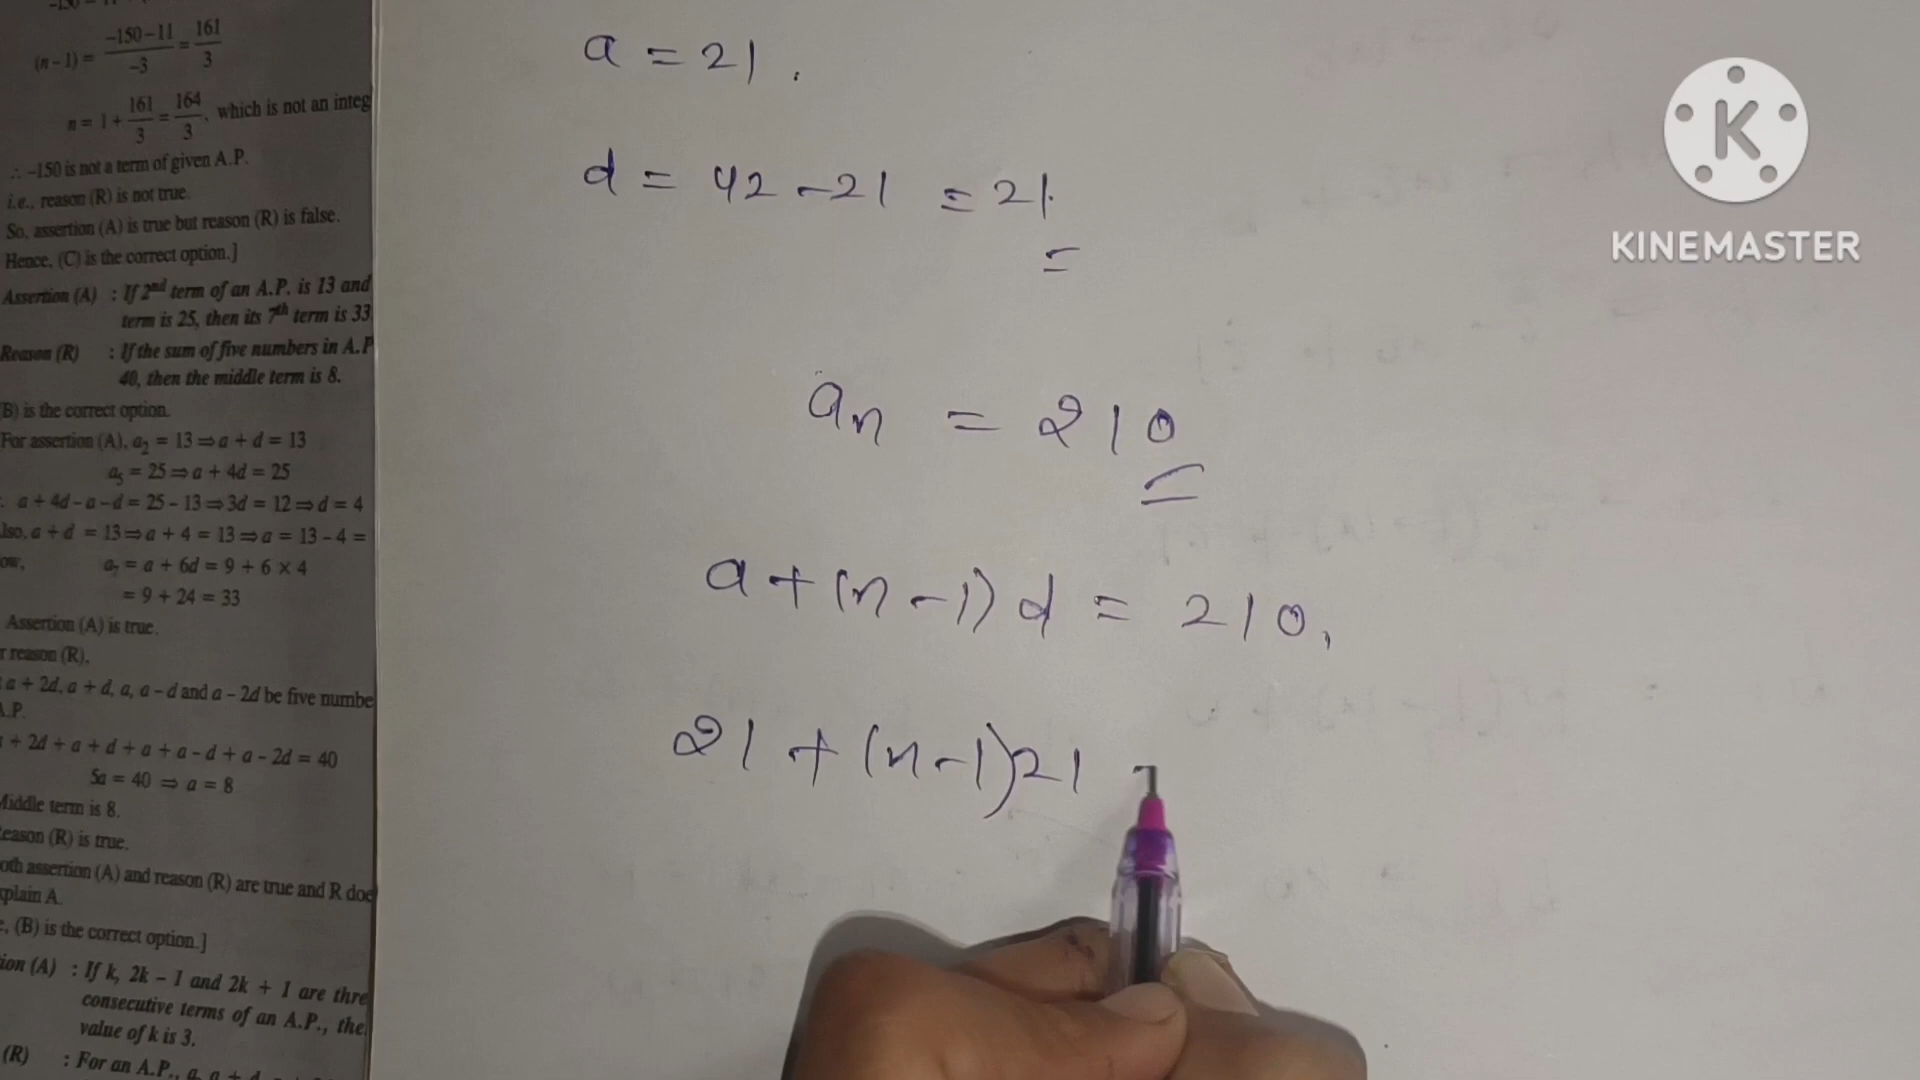 (n-1) = -150-11/-3 = 161/3
n = 1 + 161/3 = 164/3, which is not an integ
∴ -150 is not a term of given A.P.
i.e., reason (R) is not true.
So, assertion (A) is true but reason (R) is false.
Hence, (C) is the correct option.]
Assertion (A) : If 2nd term of an A.P. is 13 and
term is 25, then its 7th term is 33
Reason (R) : If the sum of five numbers in A.P
40, then the middle term is 8.
(B) is the correct option.
For assertion (A), a2 = 13 ⇒ a + d = 13
a5 = 25 ⇒ a + 4d = 25
a + 4d - a - d = 25 - 13 ⇒ 3d = 12 ⇒ d = 4
lso, a + d = 13 ⇒ a + 4 = 13 ⇒ a = 13 - 4 =
ow, a7 = a + 6d = 9 + 6 × 4
= 9 + 24 = 33
Assertion (A) is true.
r reason (R),
a + 2d, a + d, a, a - d and a - 2d be five numbe
A.P.
+ 2d + a + d + a + a - d + a - 2d = 40
5a = 40 ⇒ a = 8
Middle term is 8.
Reason (R) is true.
oth assertion (A) and reason (R) are true and R doe
xplain A.
e, (B) is the correct option.]
ion (A) : If k, 2k - 1 and 2k + 1 are thre
consecutive terms of an A.P., the
value of k is 3.
(R) : For an A.P., a, a + d,
a = 21.
d = 42 - 21 = 21.
=
an = 210
a + (n-1) d = 210,
21 + (n-1)21
KINEMASTER